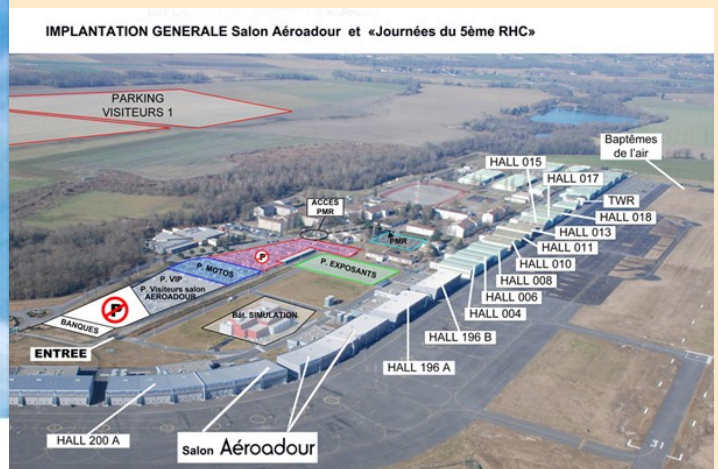 IMPLANTATION GENERALE Salon Aéroadour et «Journées du 5ème RHC»
PARKING
VISITEURS 1
Baptêmes
de l'air
HALL 015
HALL 017
TWR
HALL 018
HALL 013
HALL 011
HALL 010
HALL 008
HALL 006
HALL 004
HALL 196 B
HALL 196 A
ACCES
PMR
PMR
P
P. EXPOSANTS
P. MOTOS
P. VIP
P. Visiteurs salon
AEROADOUR
P
BANQUES
Bât. SIMULATION
ENTREE
HALL 200 A
Salon Aéroadour
31